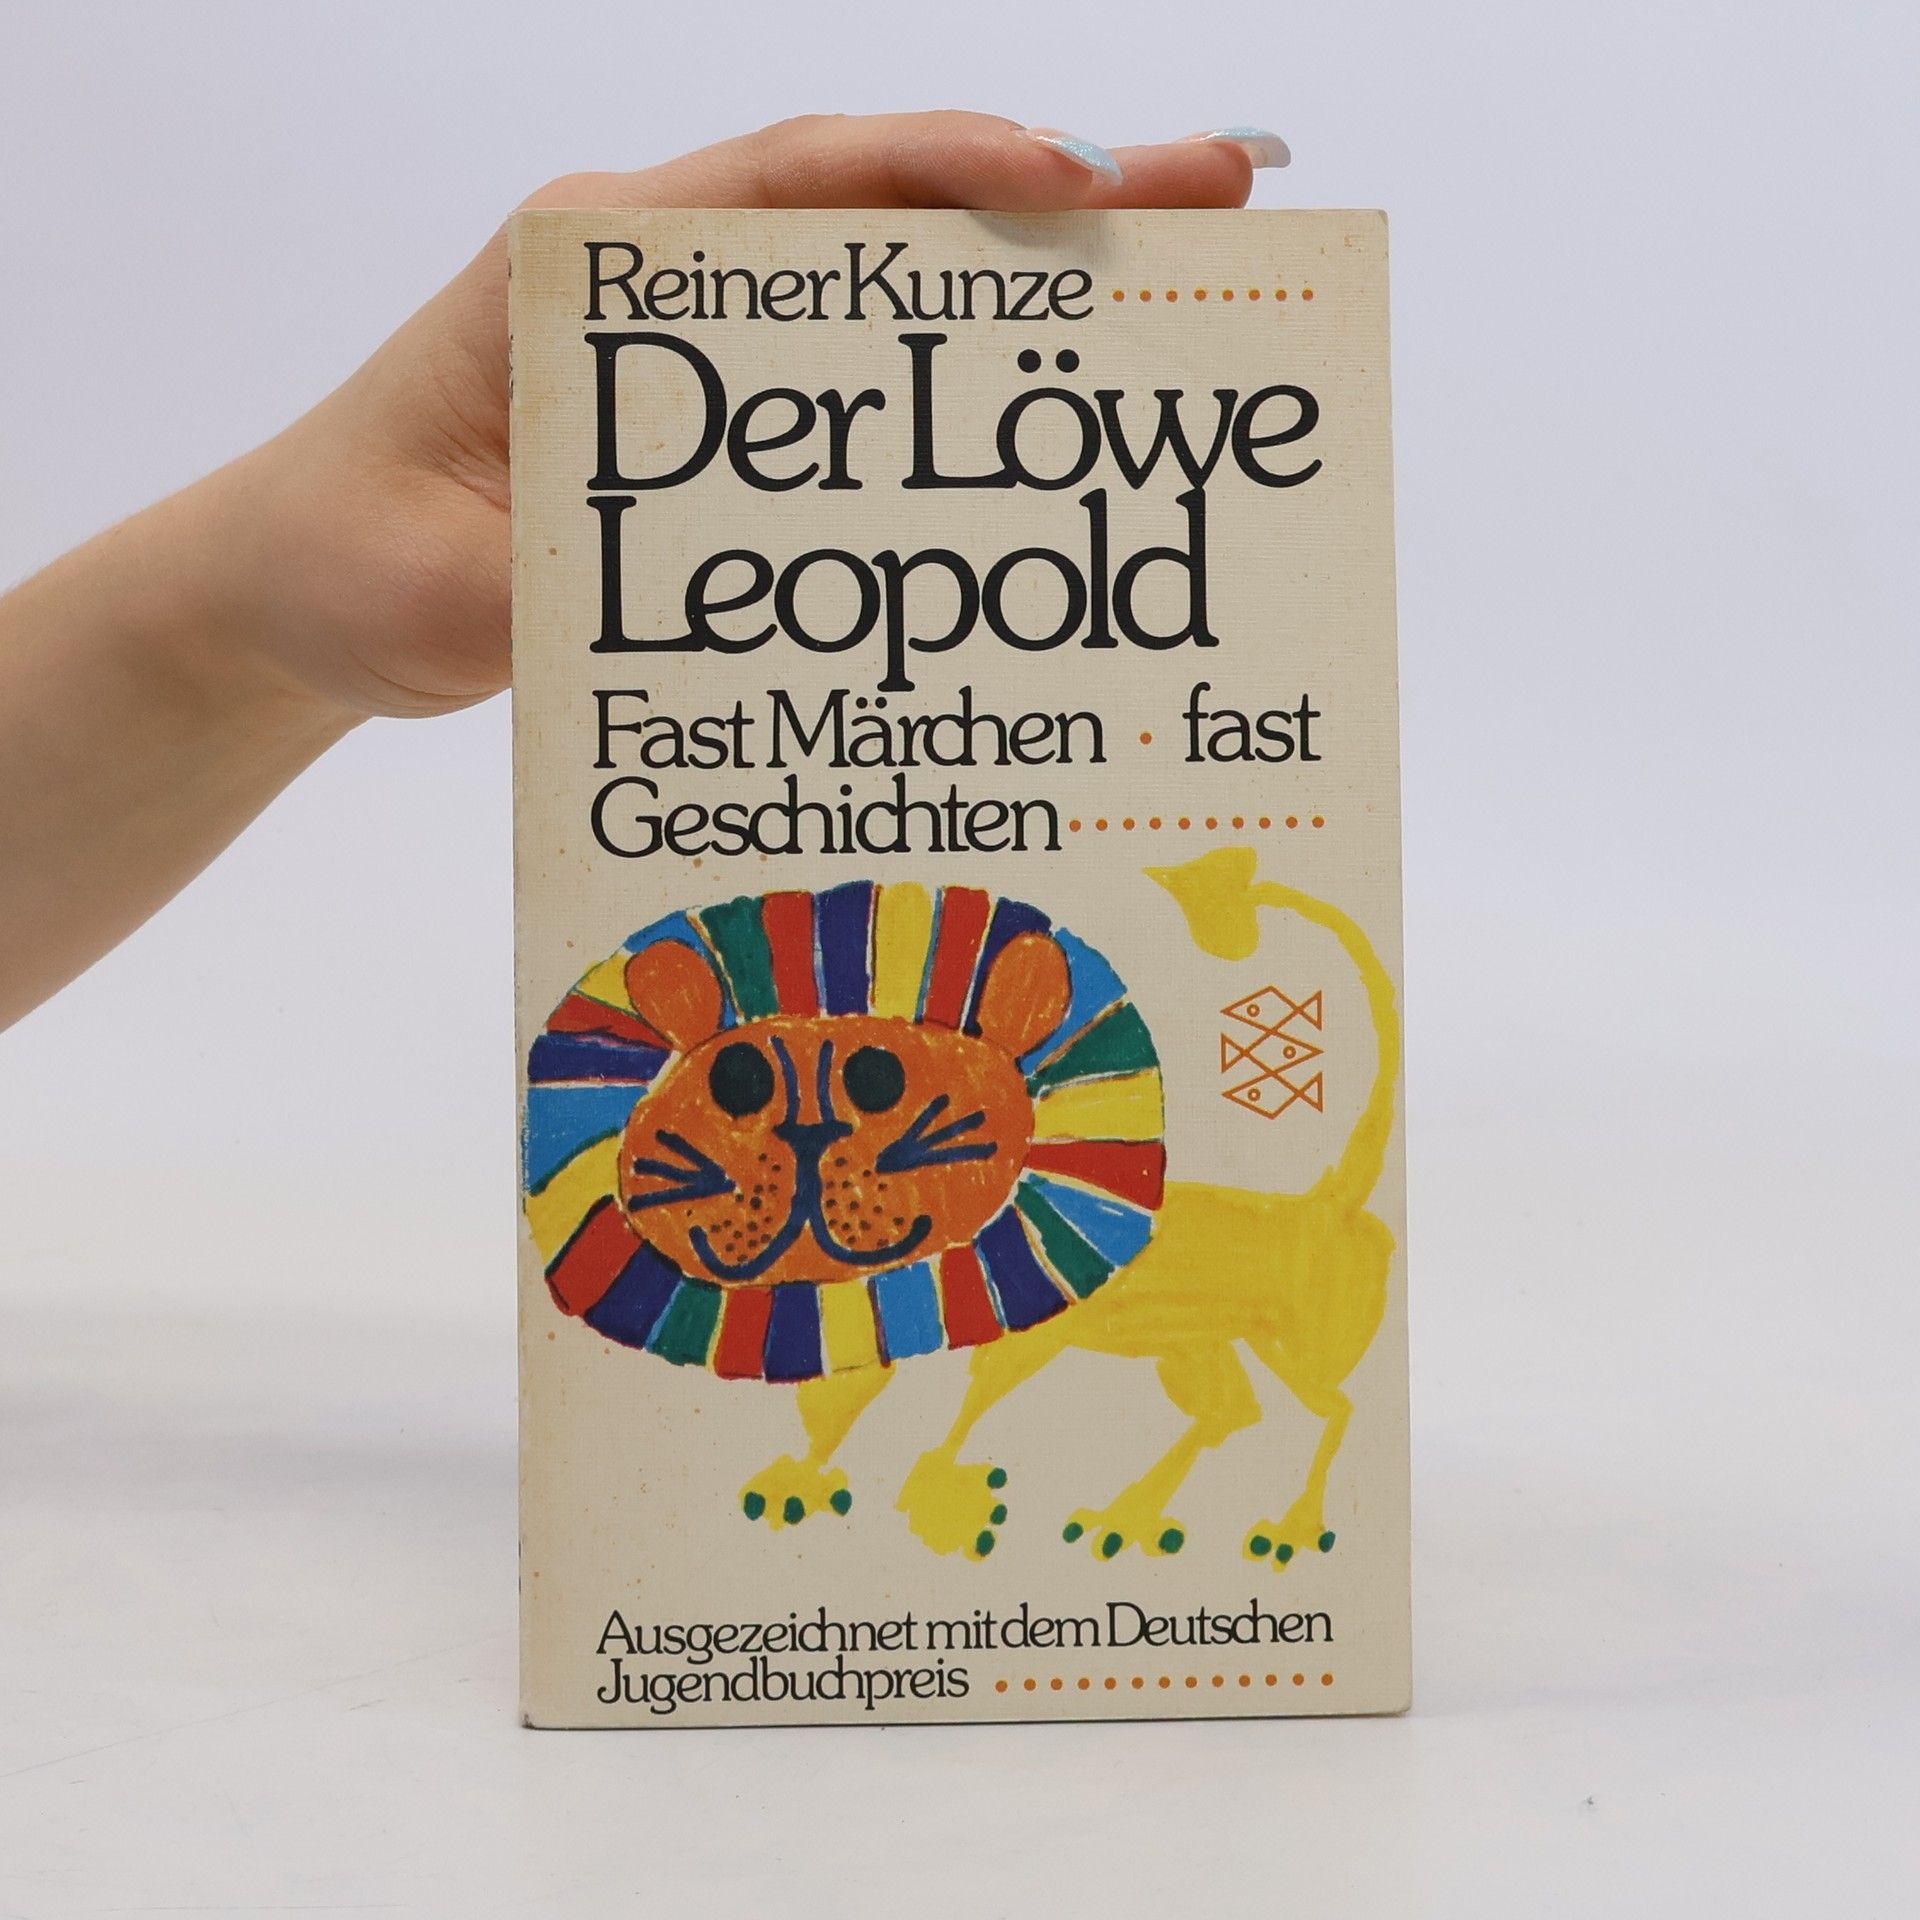 Reiner Kunze
Der Löwe
Leopold
Fast Märchen · fast
Geschichten
Ausgezeichnet mit dem Deutschen
Jugendbuchpreis